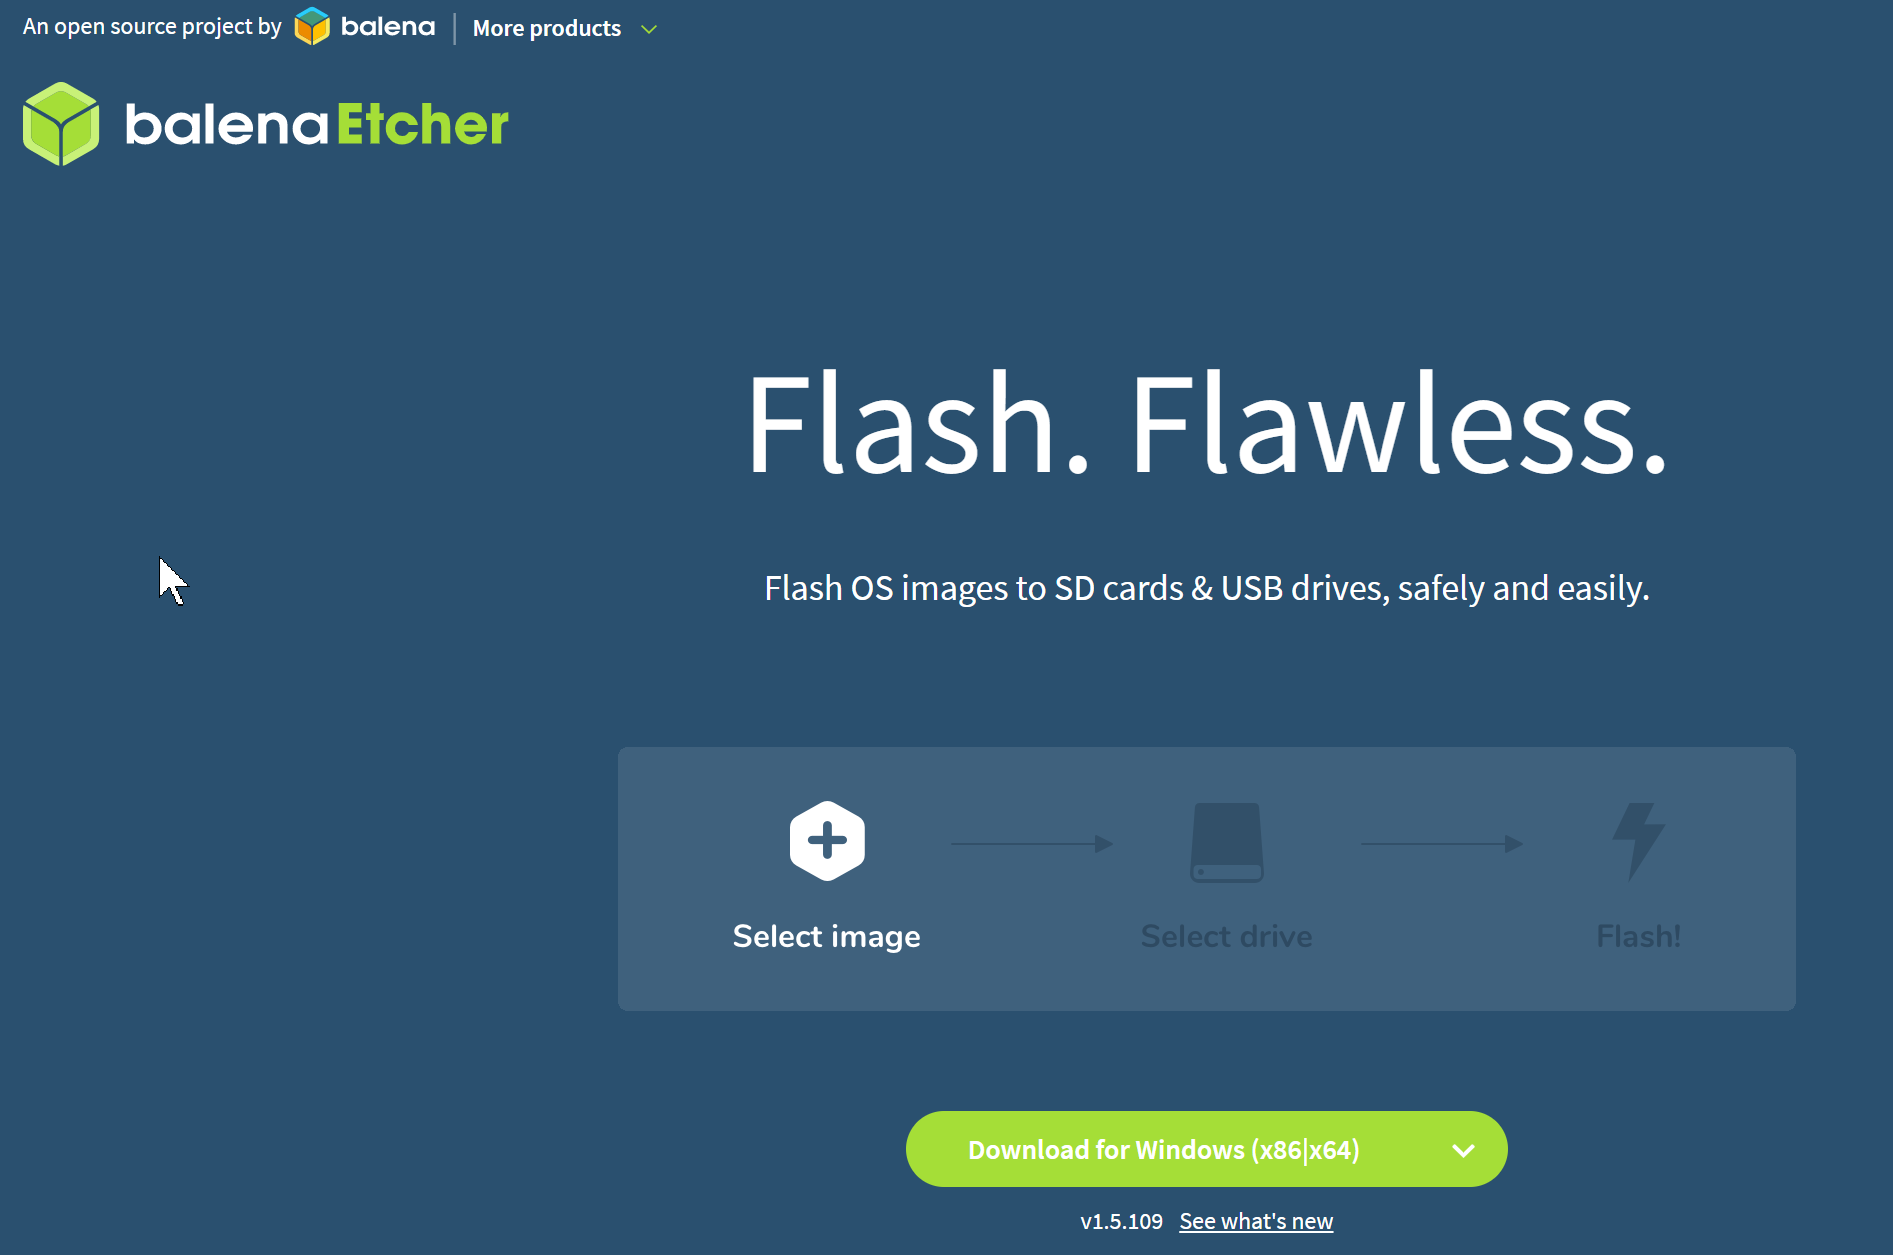 An open source project by balena More products
balenaEtcher
Flash. Flawless.
Flash OS images to SD cards & USB drives, safely and easily.
Select image Select drive Flash!
Download for Windows (x86|x64)
v1.5.109 See what's new